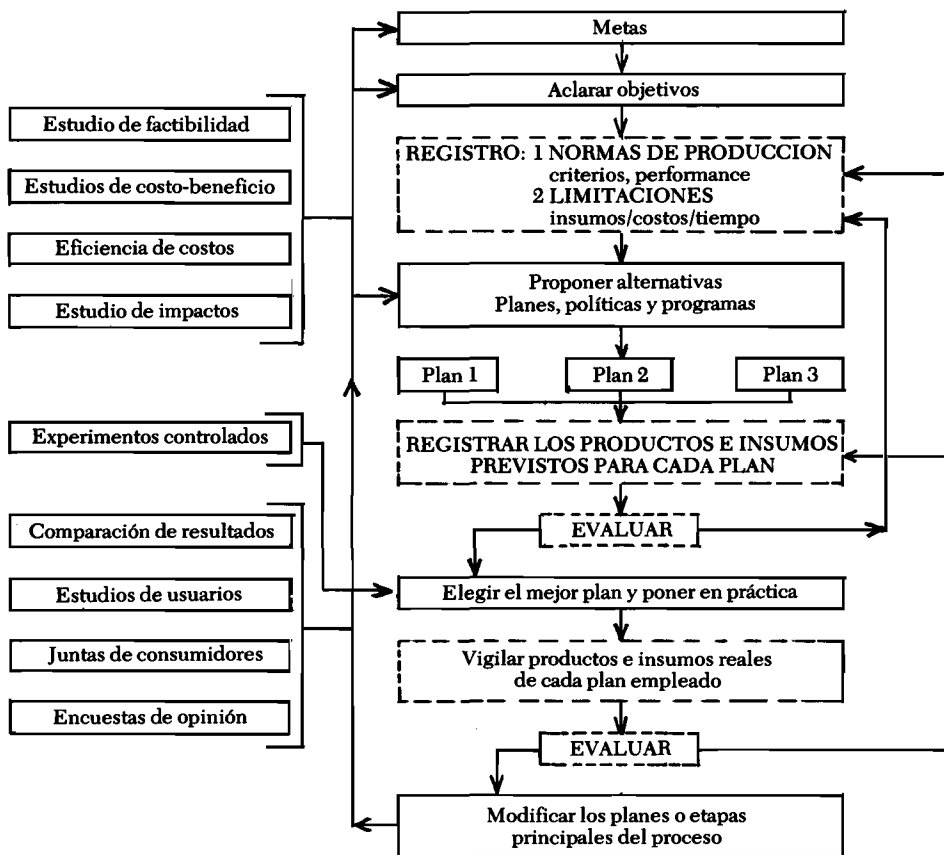 Metas
Aclarar objetivos
Estudio de factibilidad
Estudios de costo-beneficio
Eficiencia de costos
Estudio de impactos
REGISTRO: 1 NORMAS DE PRODUCCION
criterios, performance
2 LIMITACIONES
insumos/costos/tiempo
Proponer alternativas
Planes, políticas y programas
Plan 1
Plan 2
Plan 3
Experimentos controlados
REGISTRAR LOS PRODUCTOS E INSUMOS
PREVISTOS PARA CADA PLAN
EVALUAR
Comparación de resultados
Estudios de usuarios
Juntas de consumidores
Encuestas de opinión
Elegir el mejor plan y poner en práctica
Vigilar productos e insumos reales
de cada plan empleado
EVALUAR
Modificar los planes o etapas
principales del proceso